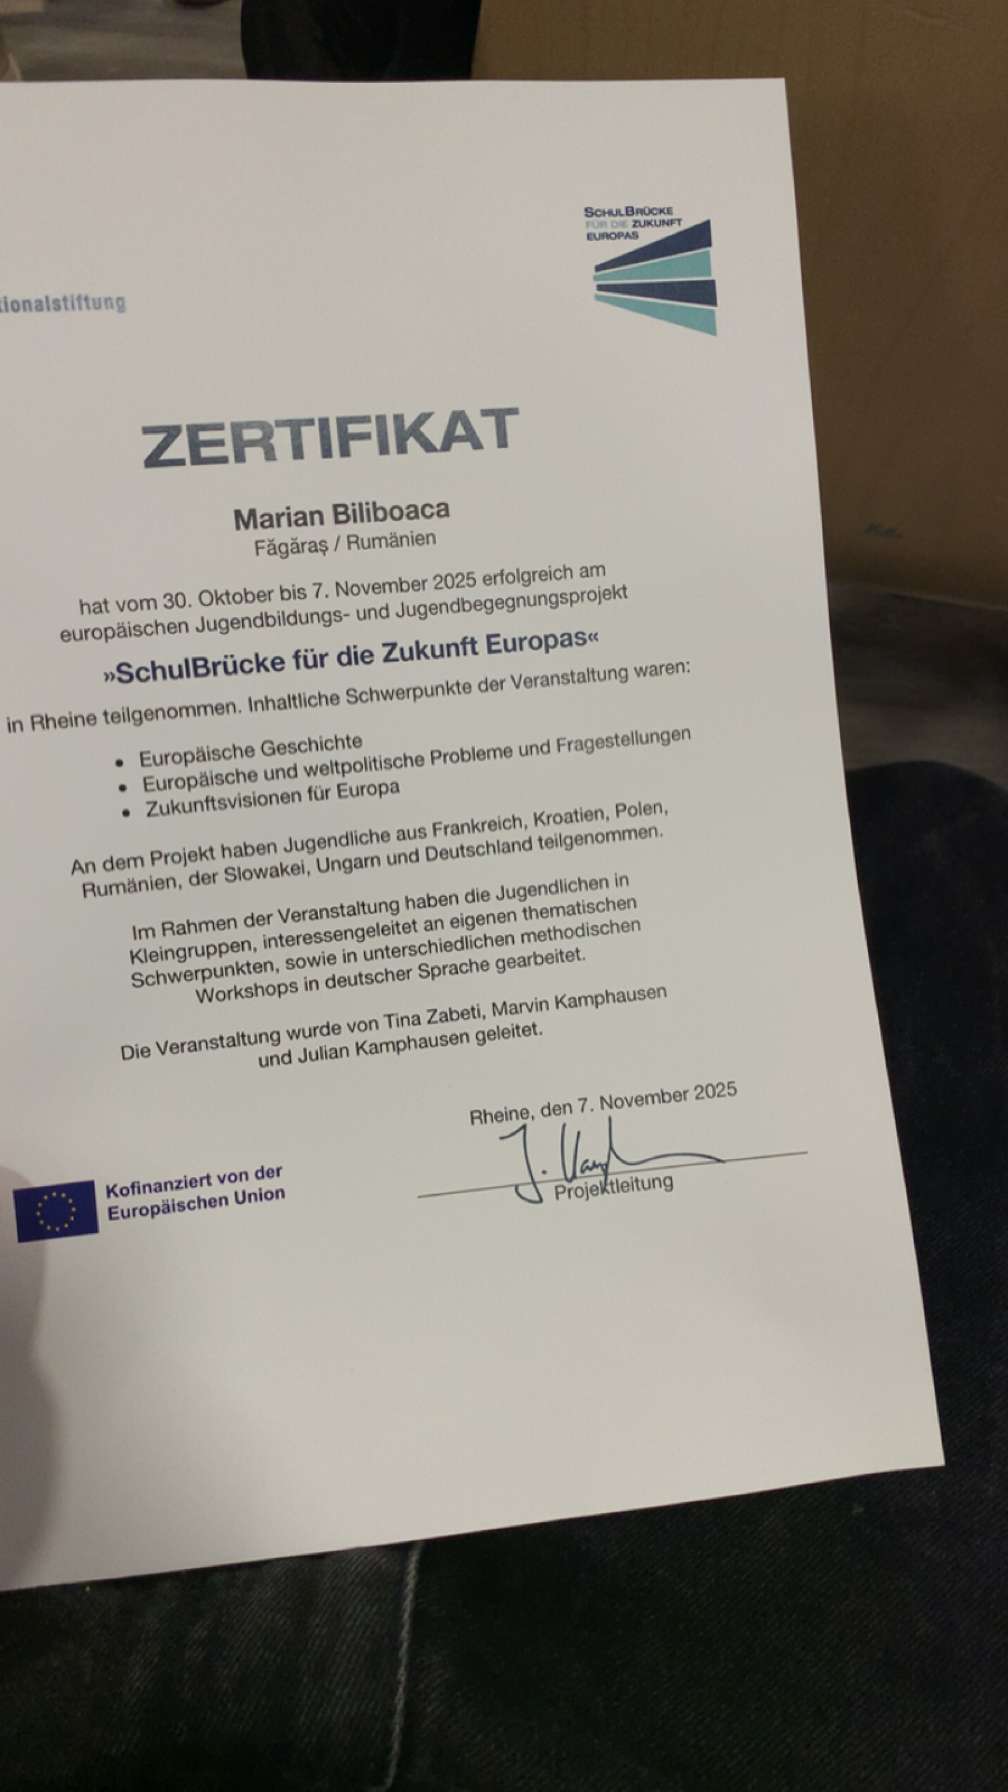 SCHULBRÜCKE
FÜR DIE ZUKUNFT
EUROPAS
tionalstiftung
ZERTIFIKAT
Marian Biliboaca
Făgăraș / Rumänien
hat vom 30. Oktober bis 7. November 2025 erfolgreich am
europäischen Jugendbildungs- und Jugendbegegnungsprojekt
»SchulBrücke für die Zukunft Europas«
in Rheine teilgenommen. Inhaltliche Schwerpunkte der Veranstaltung waren:
• Europäische Geschichte
• Europäische und weltpolitische Probleme und Fragestellungen
• Zukunftsvisionen für Europa
An dem Projekt haben Jugendliche aus Frankreich, Kroatien, Polen,
Rumänien, der Slowakei, Ungarn und Deutschland teilgenommen.
Im Rahmen der Veranstaltung haben die Jugendlichen in
Kleingruppen, interessengeleitet an eigenen thematischen
Schwerpunkten, sowie in unterschiedlichen methodischen
Workshops in deutscher Sprache gearbeitet.
Die Veranstaltung wurde von Tina Zabeti, Marvin Kamphausen
und Julian Kamphausen geleitet.
Rheine, den 7. November 2025
Projektleitung
Kofinanziert von der
Europäischen Union